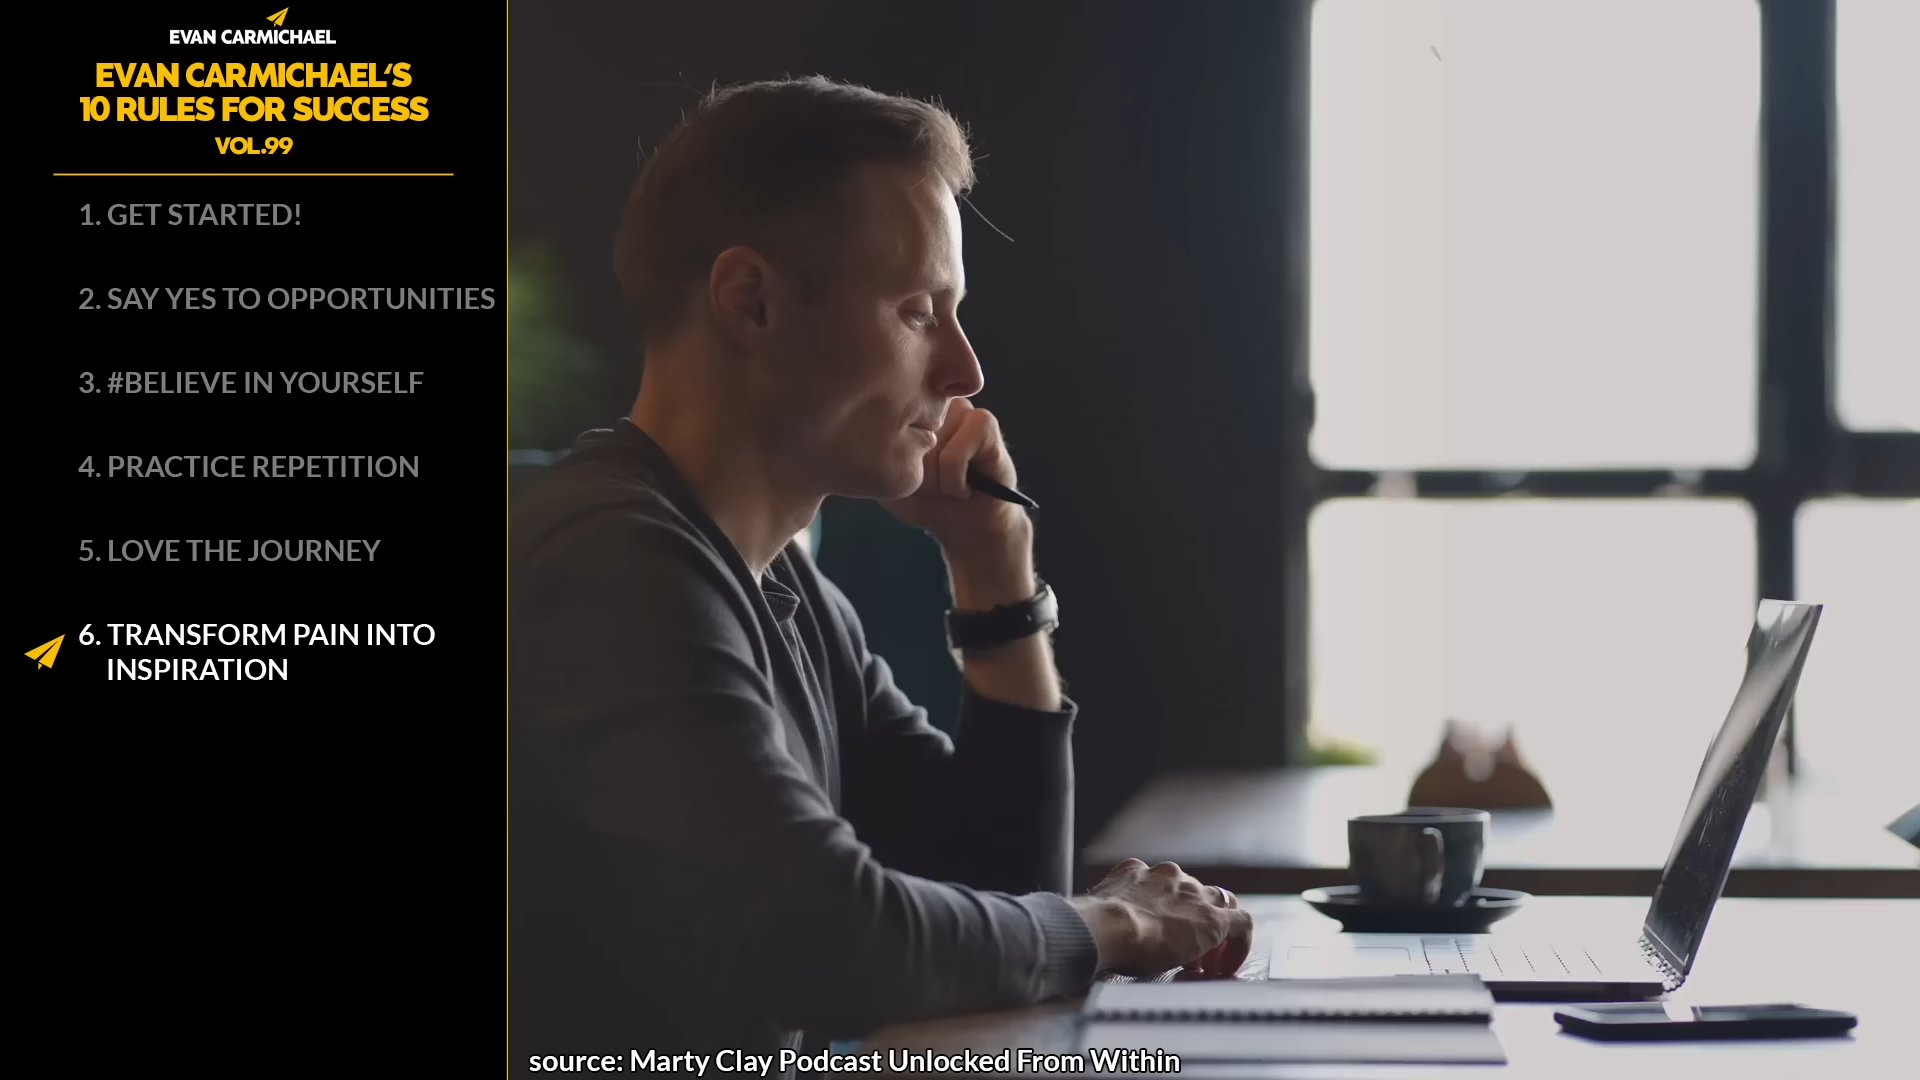 EVAN CARMICHAEL
EVAN CARMICHAEL'S
10 RULES FOR SUCCESS
VOL.99
1. GET STARTED!
2. SAY YES TO OPPORTUNITIES
3. #BELIEVE IN YOURSELF
4. PRACTICE REPETITION
5. LOVE THE JOURNEY
6. TRANSFORM PAIN INTO
INSPIRATION
source: Marty Clay Podcast Unlocked From Within